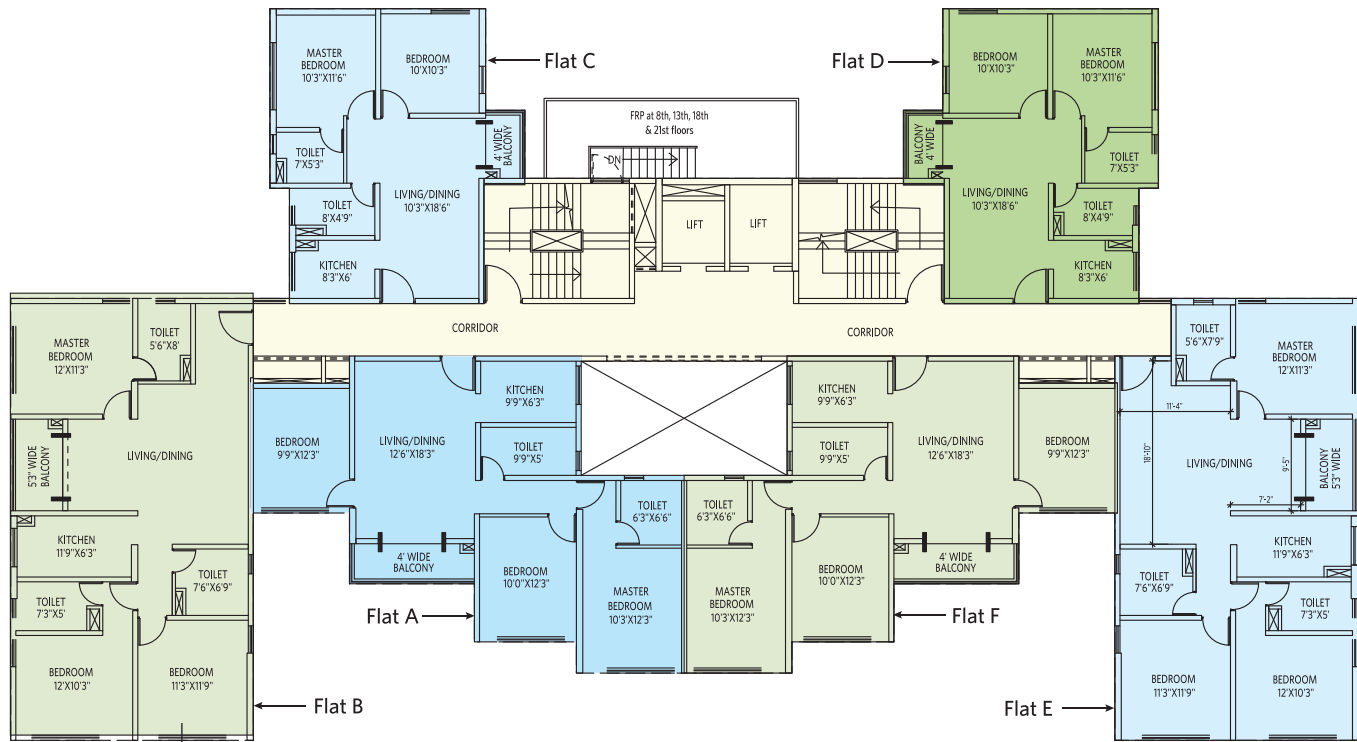 MASTER
BEDROOM
10'3"X11'6"
BEDROOM
10'X10'3"
Flat C
TOILET
7'X5'3"
4' WIDE
BALCONY
TOILET
8'X4'9"
LIVING/DINING
10'3"X18'6"
KITCHEN
8'3"X6'
FRP at 8th, 13th, 18th
& 21st floors
DN
LIFT
LIFT
Flat D
BEDROOM
10'X10'3"
MASTER
BEDROOM
10'3"X11'6"
BALCONY
4' WIDE
TOILET
7'X5'3"
LIVING/DINING
10'3"X18'6"
TOILET
8'X4'9"
KITCHEN
8'3"X6'
CORRIDOR
CORRIDOR
MASTER
BEDROOM
12'X11'3"
TOILET
5'6"X8'
5'3" WIDE
BALCONY
LIVING/DINING
KITCHEN
11'9"X6'3"
TOILET
7'3"X5'
TOILET
7'6"X6'9"
BEDROOM
12'X10'3"
BEDROOM
11'3"X11'9"
Flat B
BEDROOM
9'9"X12'3"
LIVING/DINING
12'6"X18'3"
KITCHEN
9'9"X6'3"
TOILET
9'9"X5'
4' WIDE
BALCONY
BEDROOM
10'0"X12'3"
TOILET
6'3"X6'6"
MASTER
BEDROOM
10'3"X12'3"
Flat A
KITCHEN
9'9"X6'3"
TOILET
9'9"X5'
LIVING/DINING
12'6"X18'3"
BEDROOM
9'9"X12'3"
TOILET
6'3"X6'6"
MASTER
BEDROOM
10'3"X12'3"
BEDROOM
10'0"X12'3"
4' WIDE
BALCONY
Flat F
TOILET
5'6"X7'9"
MASTER
BEDROOM
12'X11'3"
11'-4"
18'-10"
LIVING/DINING
9'-5"
7'-2"
BALCONY
5'3" WIDE
KITCHEN
11'9"X6'3"
TOILET
7'6"X6'9"
TOILET
7'3"X5'
BEDROOM
11'3"X11'9"
BEDROOM
12'X10'3"
Flat E